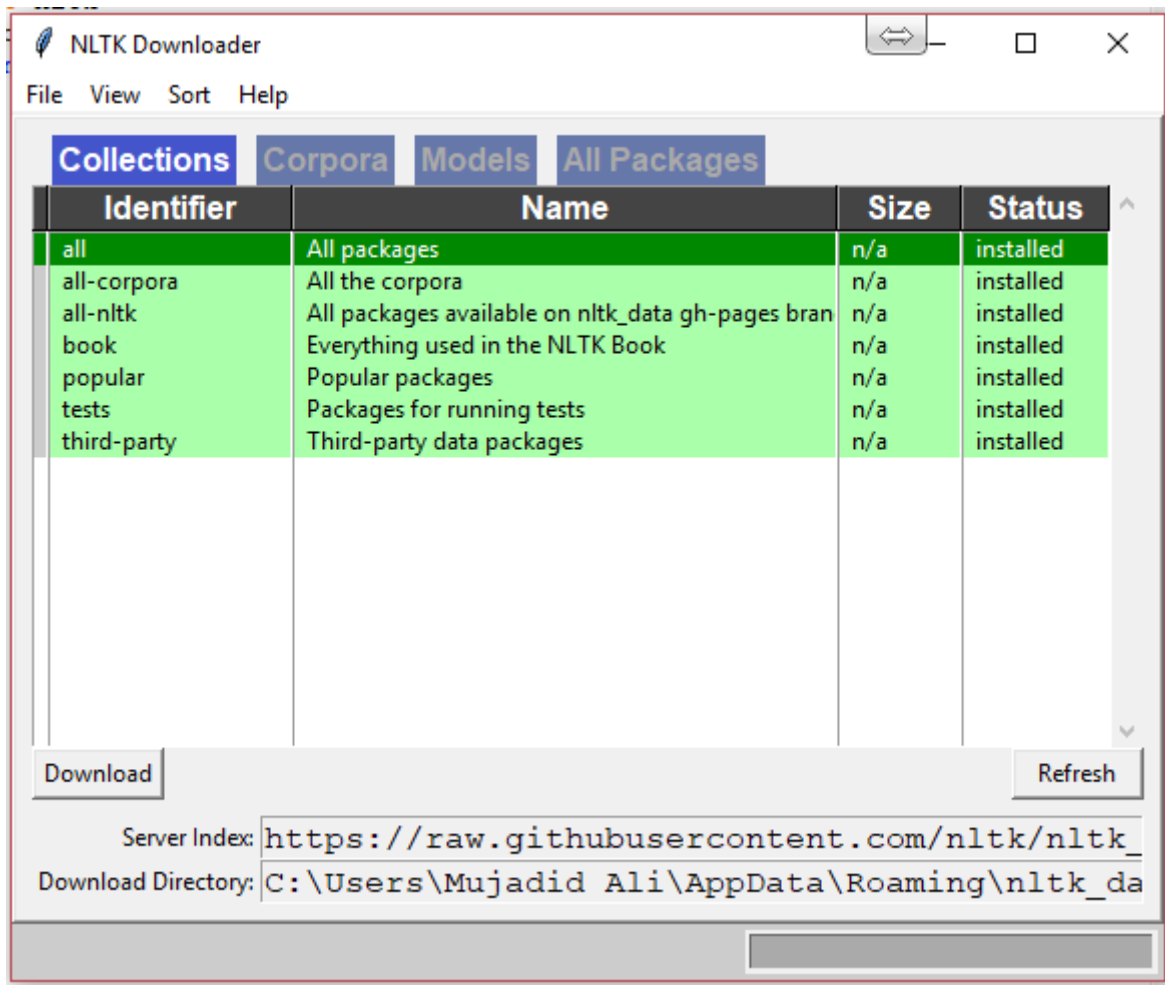 NLTK Downloader
File View Sort Help
Collections Corpora Models All Packages
Identifier Name Size Status
all All packages n/a installed
all-corpora All the corpora n/a installed
all-nltk All packages available on nltk_data gh-pages bran n/a installed
book Everything used in the NLTK Book n/a installed
popular Popular packages n/a installed
tests Packages for running tests n/a installed
third-party Third-party data packages n/a installed
Download Refresh
Server Index: https://raw.githubusercontent.com/nltk/nltk_
Download Directory: C:\Users\Mujadid Ali\AppData\Roaming\nltk_da